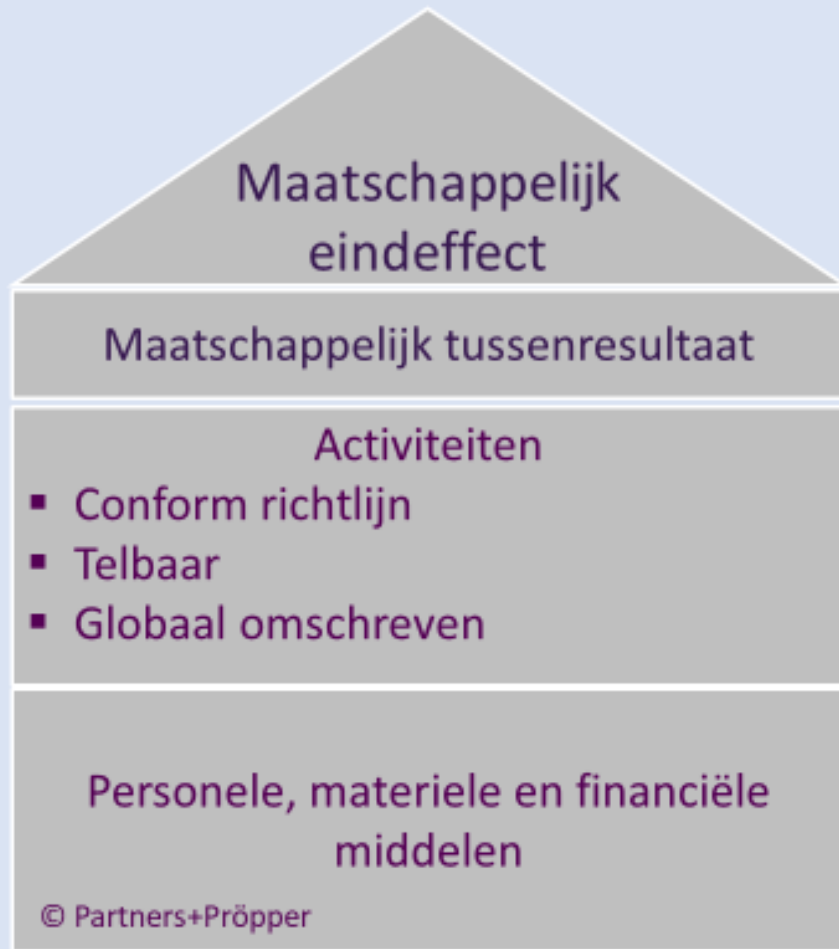 Maatschappelijk
eindeffect
Maatschappelijk tussenresultaat
Activiteiten
▪ Conform richtlijn
▪ Telbaar
▪ Globaal omschreven
Personele, materiele en financiële
middelen
© Partners+Pröpper